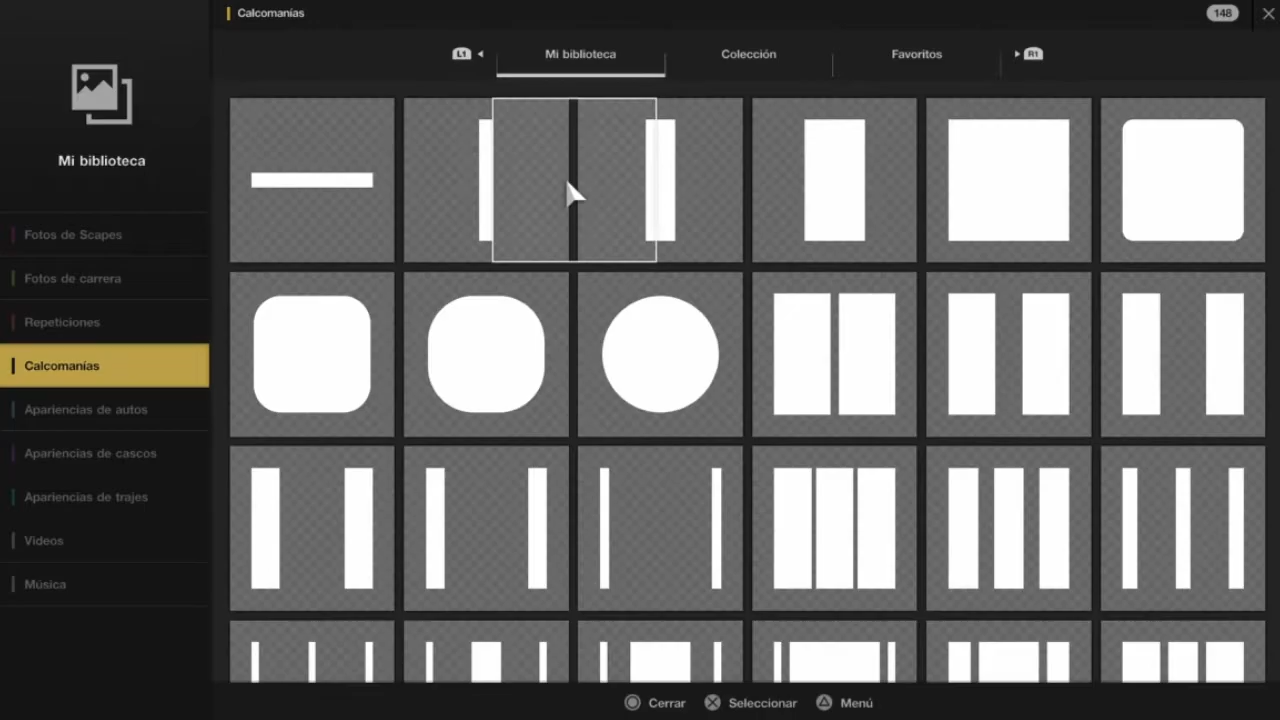 Calcomanías
148
L1
Mi biblioteca
Colección
Favoritos
R1
Mi biblioteca
Fotos de Scapes
Fotos de carrera
Repeticiones
Calcomanías
Apariencias de autos
Apariencias de cascos
Apariencias de trajes
Videos
Música
Cerrar
Seleccionar
Menú